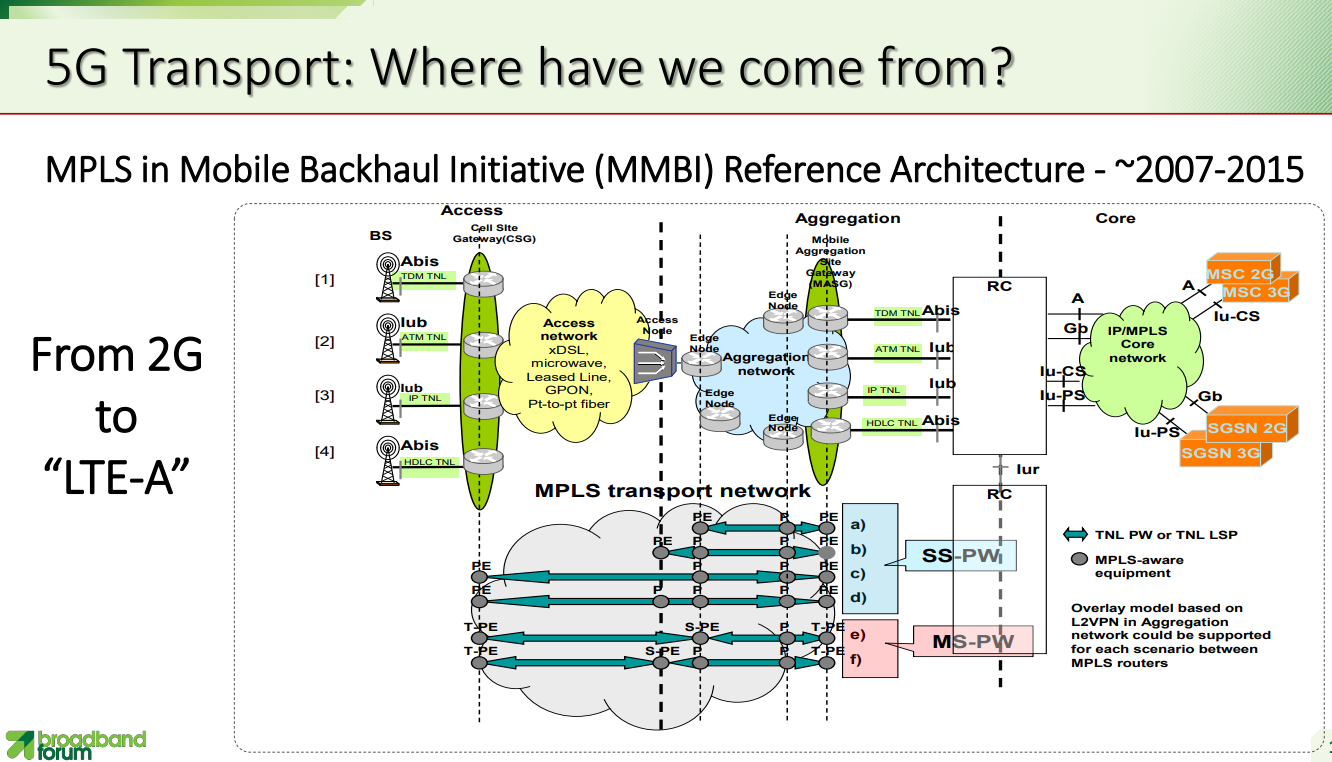 5G Transport: Where have we come from?
MPLS in Mobile Backhaul Initiative (MMBI) Reference Architecture - ~2007-2015
From 2G
to
“LTE-A”
Access
Aggregation
Core
BS
Cell SIte
Gateway(CSG)
Mobile
Aggregation
Site
Gateway
(MASG)
[1]
Abis
TDM TNL
[2]
Iub
ATM TNL
[3]
Iub
IP TNL
[4]
Abis
HDLC TNL
Access
network
xDSL,
microwave,
Leased Line,
GPON,
Pt-to-pt fiber
Access
Node
Edge
Node
Edge
Node
Aggregation
network
Edge
Node
Edge
Node
TDM TNL
Abis
ATM TNL
Iub
IP TNL
Iub
HDLC TNL
Abis
RC
A
Gp
Iu-CS
Iu-PS
IP/MPLS
Core
network
A
MSC 2G
MSC 3G
Iu-CS
Gb
Iu-PS
SGSN 2G
SGSN 3G
Iur
RC
MPLS transport network
PE P PE
a)
PE P P PE
b)
PE P P PE
c)
PE P P P PE
d)
SS-PW
T-PE S-PE P T-PE
e)
T-PE S-PE P P T-PE
f)
MS-PW
TNL PW or TNL LSP
MPLS-aware
equipment
Overlay model based on
L2VPN in Aggregation
network could be supported
for each scenario between
MPLS routers
broadband
forum